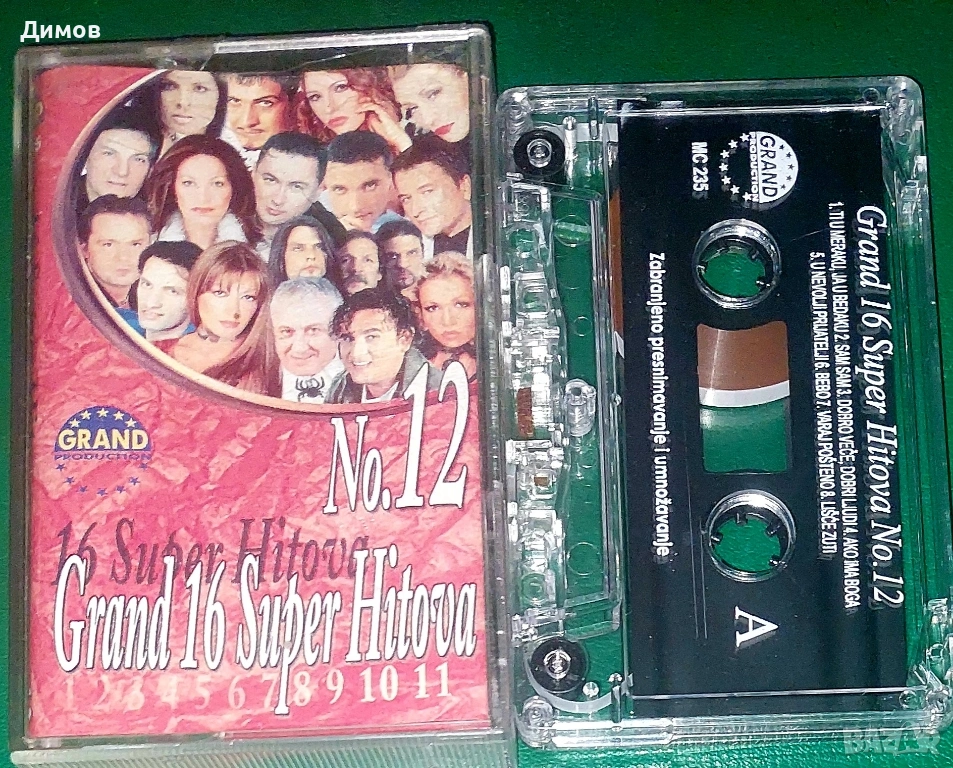 Димов
GRAND
PRODUCTION
No.12
16 Super Hitova
Grand 16 Super Hitova
1 2 3 4 5 6 7 8 9 10 11
GRAND
PRODUCTION
MC 235
Grand 16 Super Hitova No.12
1. TI U MERAKU, JA U BEDAKU 2. SAM SAM 3. DOBRO VEČE, DOBRI LJUDI 4. AKO IMA BOGA
5. U NEVOLJI PRIJATELJI 6. BEBO 7. VARAJ POŠTENO 8. LIŠĆE ŽUTI
Zabranjeno presnimavanje i umnožavanje
A